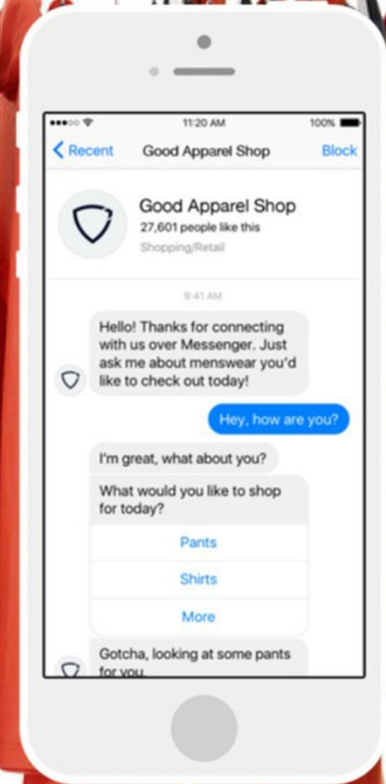 11:20 AM 100%
Recent Good Apparel Shop Block
Good Apparel Shop
27,601 people like this
Shopping/Retail
9:41 AM
Hello! Thanks for connecting
with us over Messenger. Just
ask me about menswear you'd
like to check out today!
Hey, how are you?
I'm great, what about you?
What would you like to shop
for today?
Pants
Shirts
More
Gotcha, looking at some pants
for you.